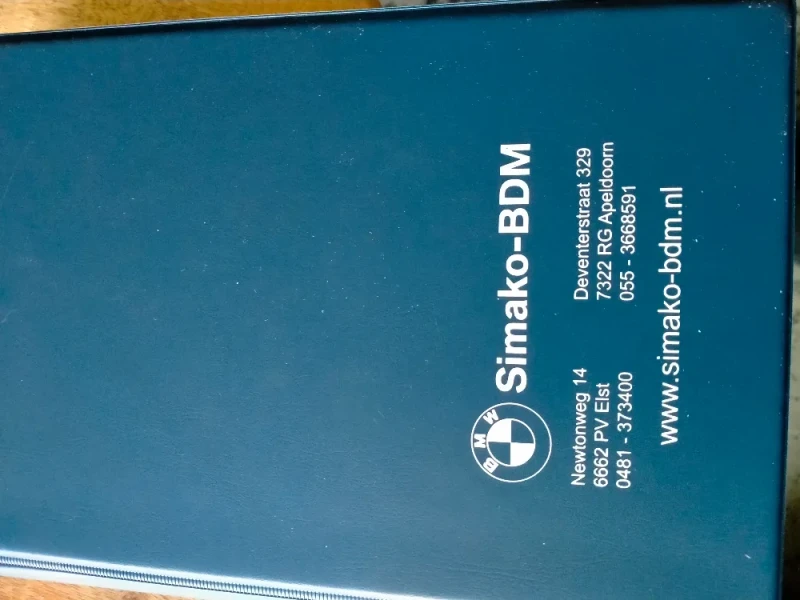 BMW
Simako-BDM
Newtonweg 14
6662 PV Elst
0481 - 373400
Deventerstraat 329
7322 RG Apeldoorn
055 - 3668591
www.simako-bdm.nl